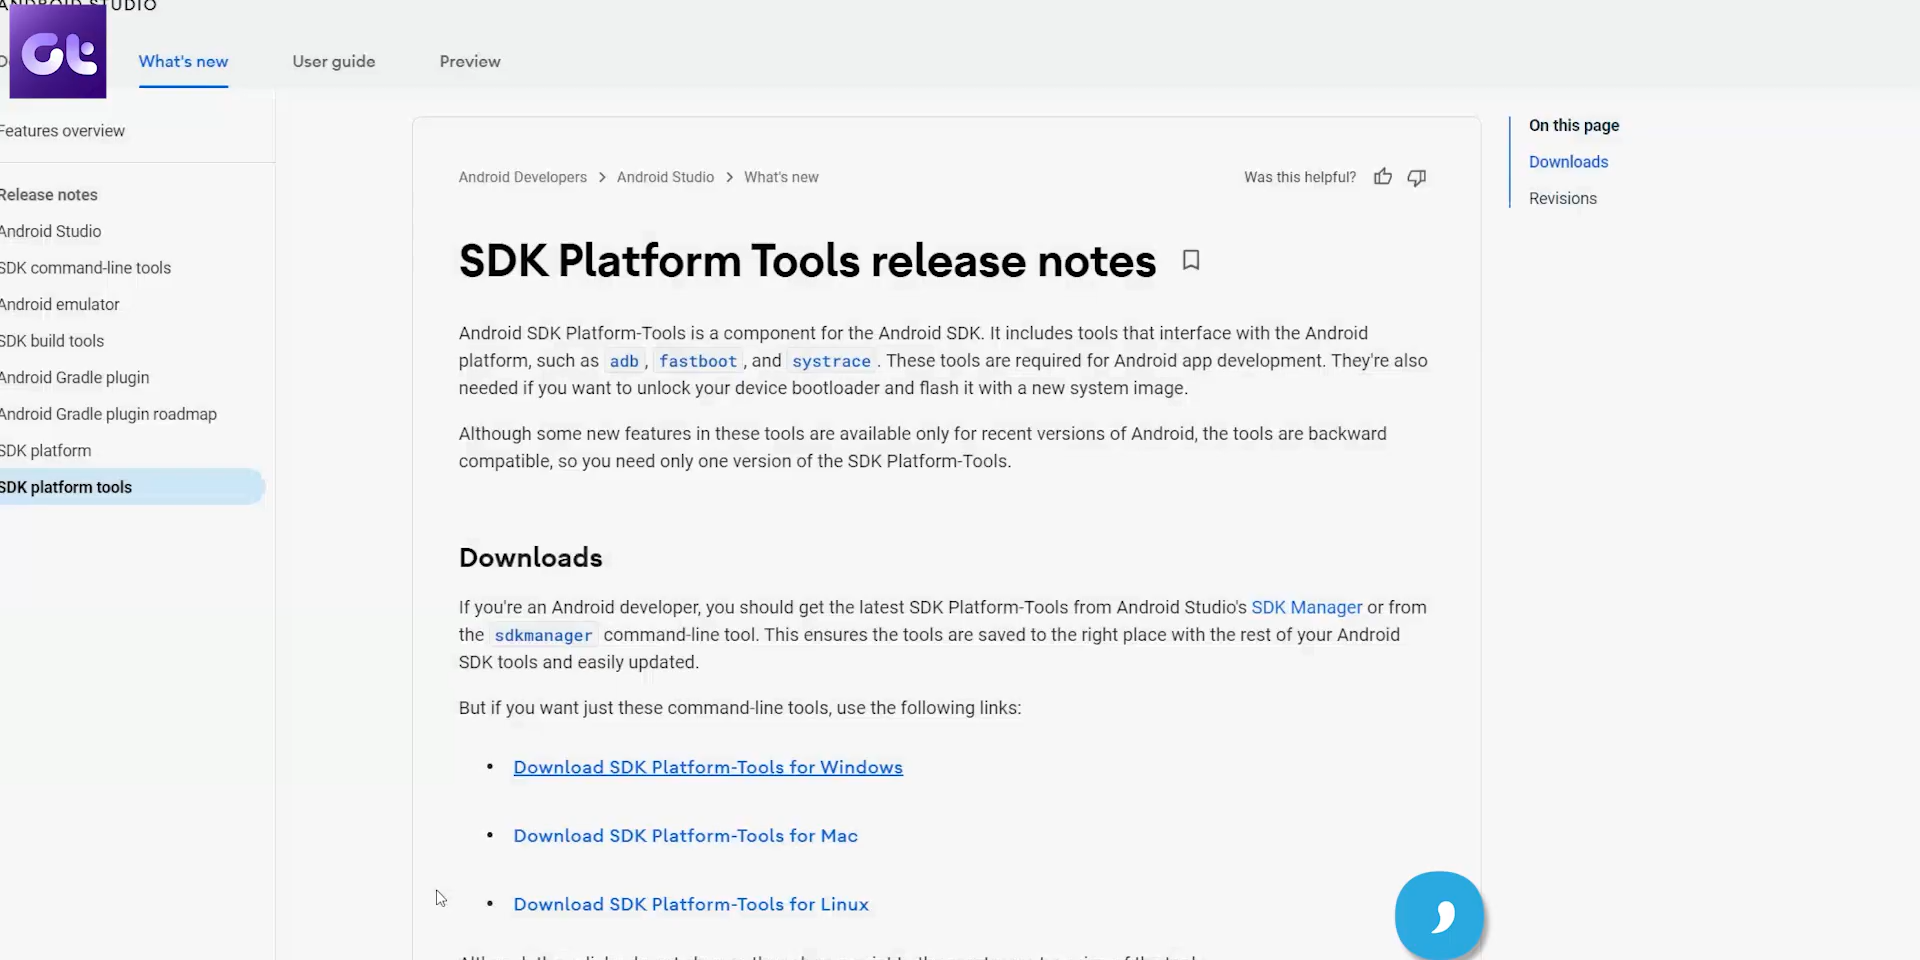 ANDROID STUDIO
Gt
What's new
User guide
Preview
Features overview
Release notes
Android Studio
SDK command-line tools
Android emulator
SDK build tools
Android Gradle plugin
Android Gradle plugin roadmap
SDK platform
SDK platform tools
Android Developers > Android Studio > What's new
Was this helpful?
SDK Platform Tools release notes
Android SDK Platform-Tools is a component for the Android SDK. It includes tools that interface with the Android
platform, such as adb, fastboot, and systrace. These tools are required for Android app development. They're also
needed if you want to unlock your device bootloader and flash it with a new system image.
Although some new features in these tools are available only for recent versions of Android, the tools are backward
compatible, so you need only one version of the SDK Platform-Tools.
Downloads
If you're an Android developer, you should get the latest SDK Platform-Tools from Android Studio's SDK Manager or from
the sdkmanager command-line tool. This ensures the tools are saved to the right place with the rest of your Android
SDK tools and easily updated.
But if you want just these command-line tools, use the following links:
• Download SDK Platform-Tools for Windows
• Download SDK Platform-Tools for Mac
• Download SDK Platform-Tools for Linux
On this page
Downloads
Revisions